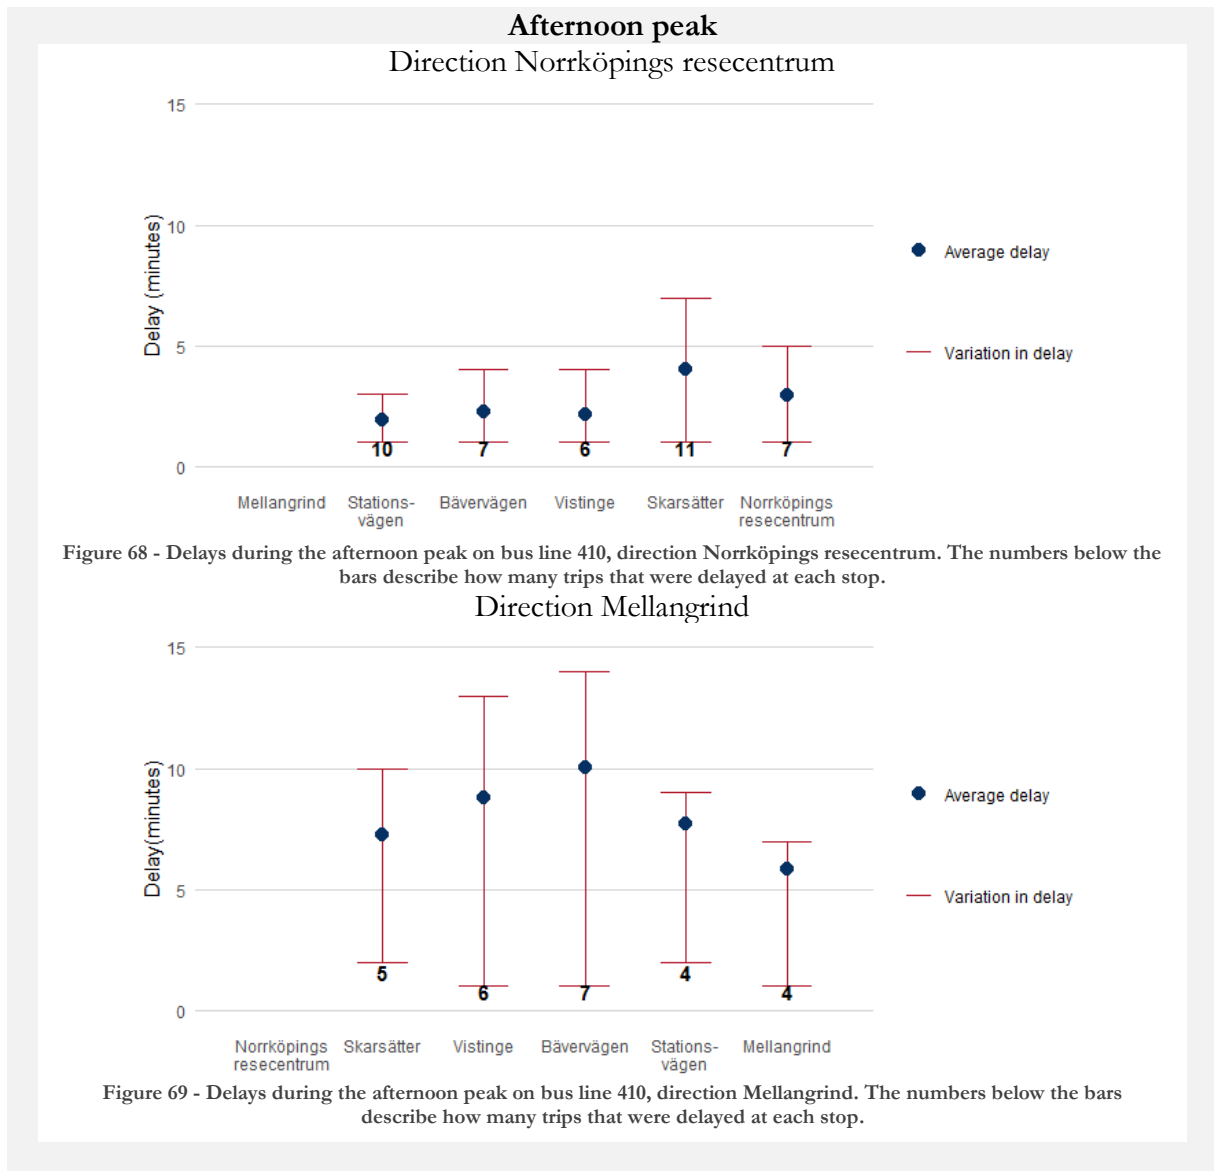 Afternoon peak
Direction Norrköpings resecentrum
15
10
5
0
Delay (minutes)
Average delay
Variation in delay
10 7 6 11 7
Mellangrind Stations- Bävervägen Vistinge Skarsätter Norrköpings
vägen resecentrum
Figure 68 - Delays during the afternoon peak on bus line 410, direction Norrköpings resecentrum. The numbers below the
bars describe how many trips that were delayed at each stop.
Direction Mellangrind
15
10
5
0
Delay(minutes)
Average delay
Variation in delay
5 6 7 4 4
Norrköpings Skarsätter Vistinge Bävervägen Stations- Mellangrind
resecentrum vägen
Figure 69 - Delays during the afternoon peak on bus line 410, direction Mellangrind. The numbers below the bars
describe how many trips that were delayed at each stop.